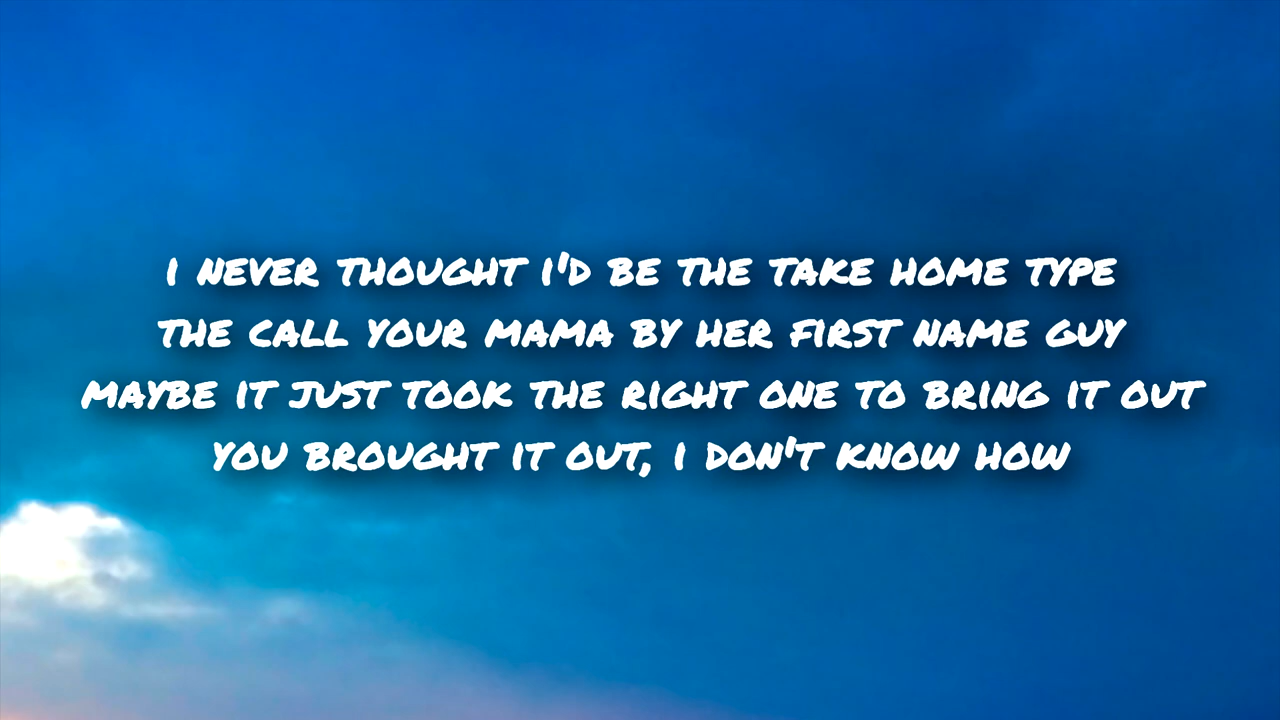 I NEVER THOUGHT I'D BE THE TAKE HOME TYPE
THE CALL YOUR MAMA BY HER FIRST NAME GUY
MAYBE IT JUST TOOK THE RIGHT ONE TO BRING IT OUT
YOU BROUGHT IT OUT, I DON'T KNOW HOW